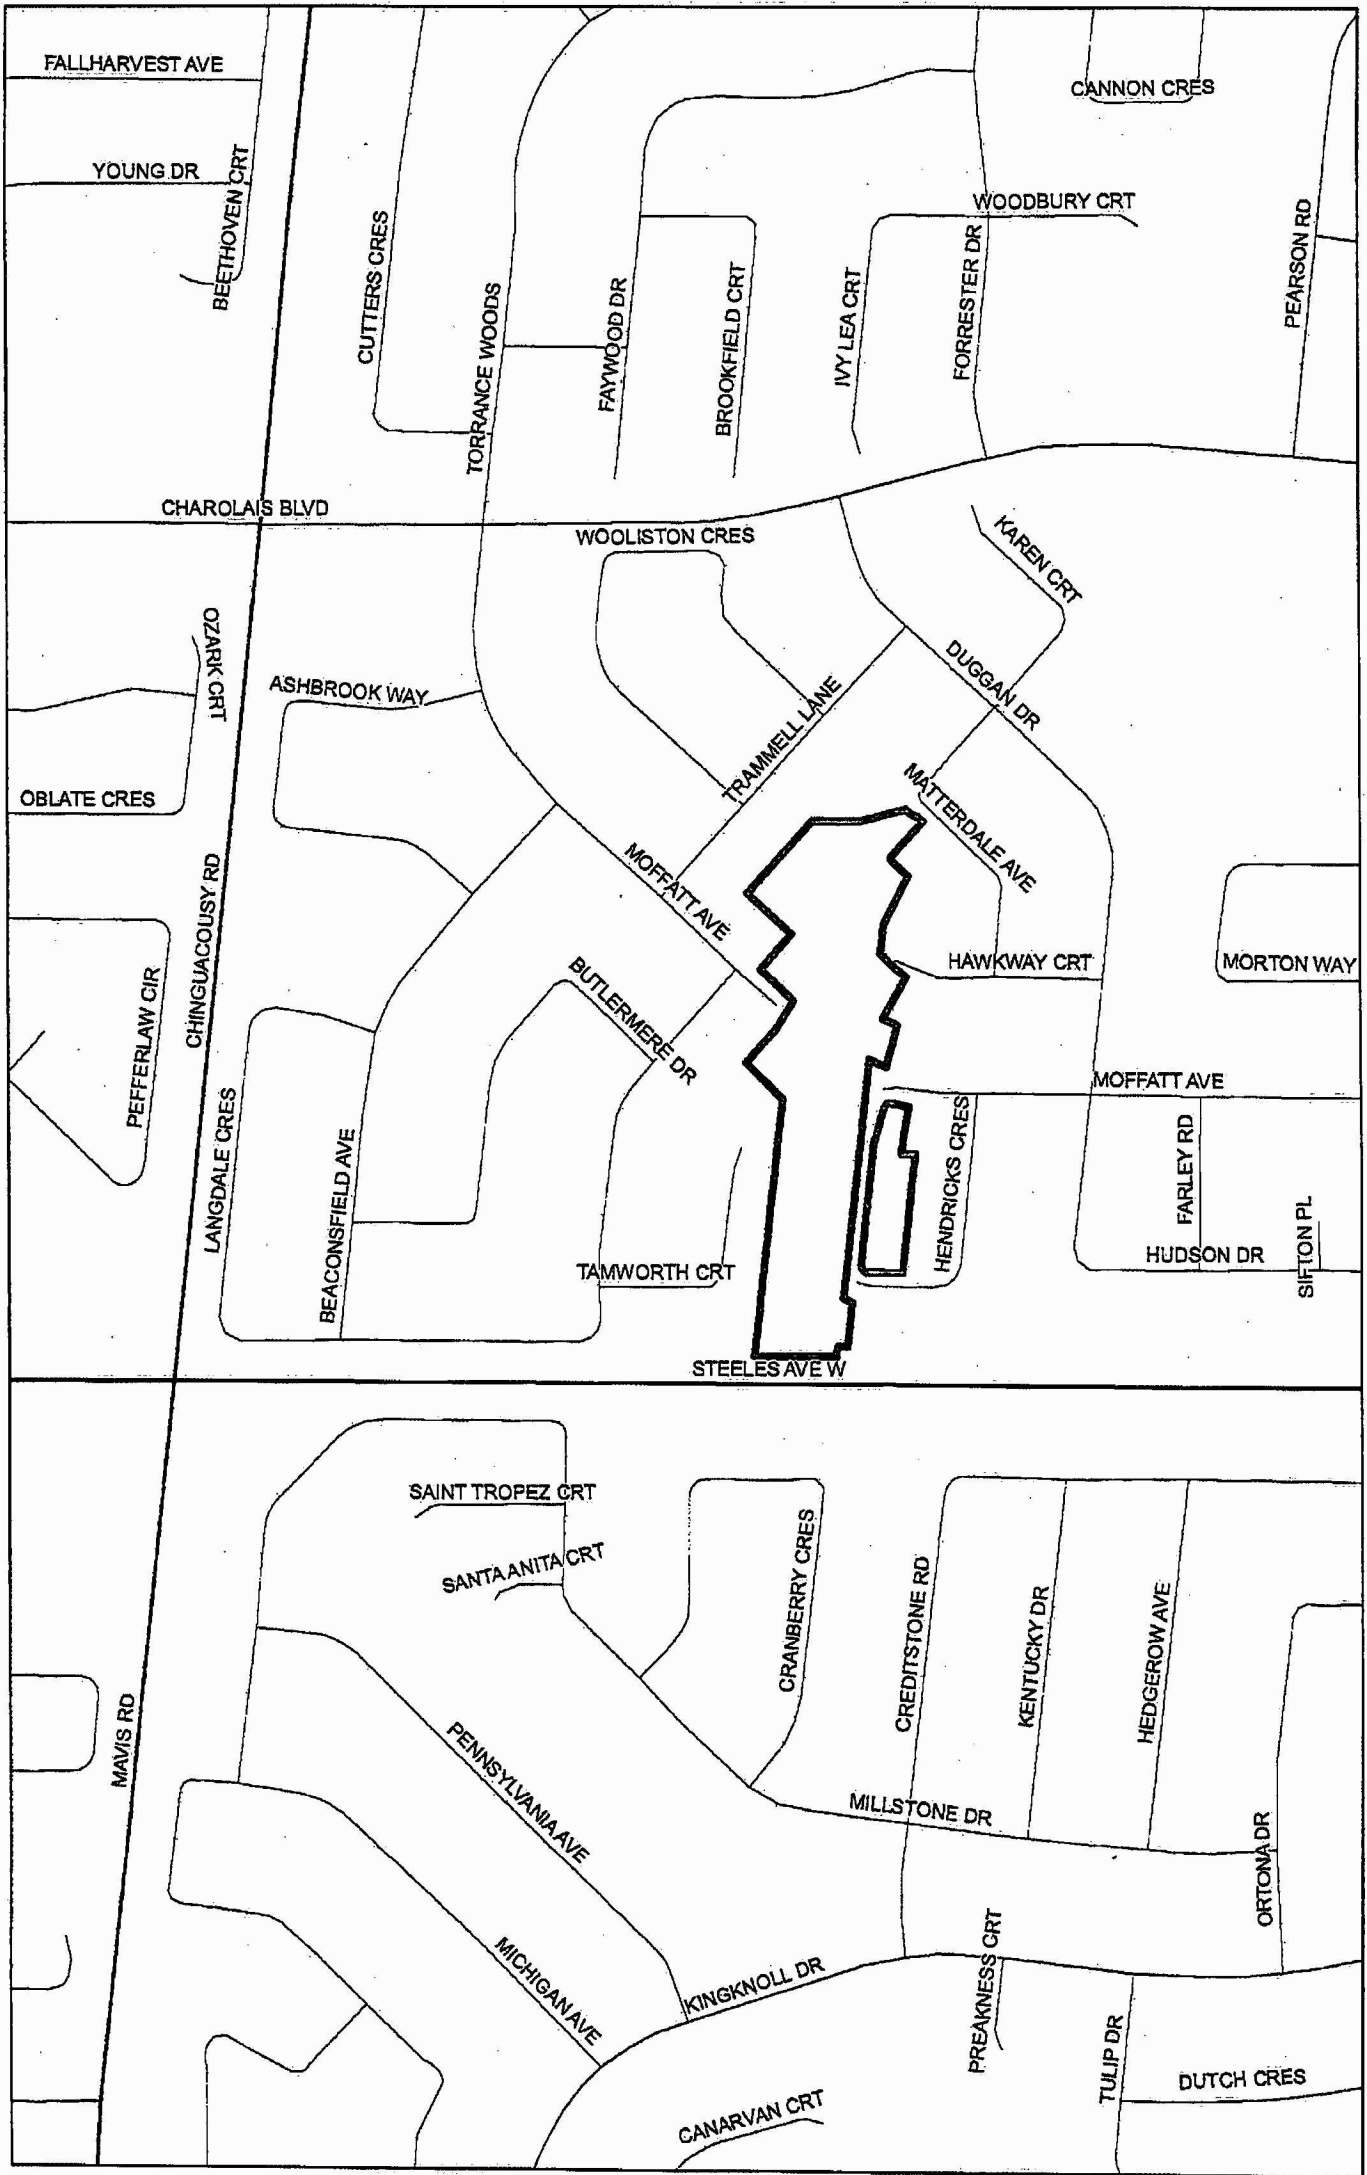 FALLHARVEST AVE
CANNON CRES
YOUNG DR
BEETHOVEN CRT
WOODBURY CRT
PEARSON RD
CUTTERS CRES
TORRANCE WOODS
FAYWOOD DR
BROOKFIELD CRT
IVY LEA CRT
FORRESTER DR
CHAROLAIS BLVD
WOOLISTON CRES
KAREN CRT
OZARK CRT
ASHBROOK WAY
DUGGAN DR
TRAMMELL LANE
OBLATE CRES
MATTERDALE AVE
MOFFATT AVE
CHINGUACOUSY RD
HAWKWAY CRT
MORTON WAY
PEFFERLAW CIR
BUTLERMERE DR
MOFFATT AVE
LANGDALE CRES
BEACONSFIELD AVE
HENDRICKS CRES
FARLEY RD
SIFTON PL
HUDSON DR
TAMWORTH CRT
STEELES AVE W
SAINT TROPEZ CRT
SANTA ANITA CRT
CRANBERRY CRES
CREDITSTONE RD
KENTUCKY DR
HEDGEROW AVE
MAVIS RD
PENNSYLVANIA AVE
MILLSTONE DR
ORTONA DR
MICHIGAN AVE
KINGKNOLL DR
PREAKNESS CRT
TULIP DR
DUTCH CRES
CANARVAN CRT